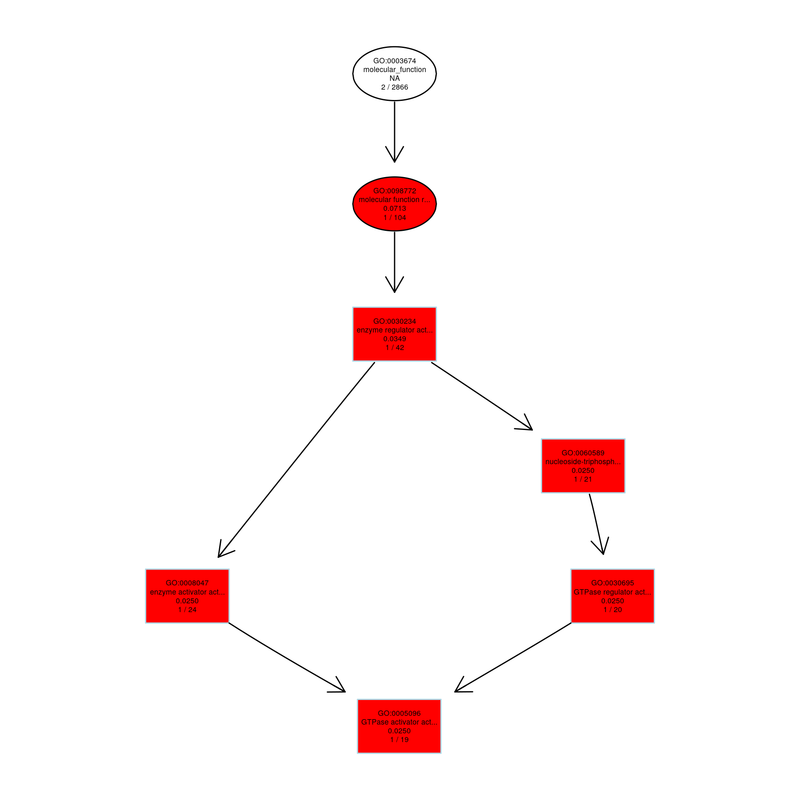 GO:0003674
molecular_function
NA
2 / 2866
GO:0098772
molecular function r...
0.0713
1 / 104
GO:0030234
enzyme regulator act...
0.0349
1 / 42
GO:0060589
nucleoside-triphosph...
0.0250
1 / 21
GO:0008047
enzyme activator act...
0.0250
1 / 24
GO:0030695
GTPase regulator act...
0.0250
1 / 20
GO:0005096
GTPase activator act...
0.0250
1 / 19